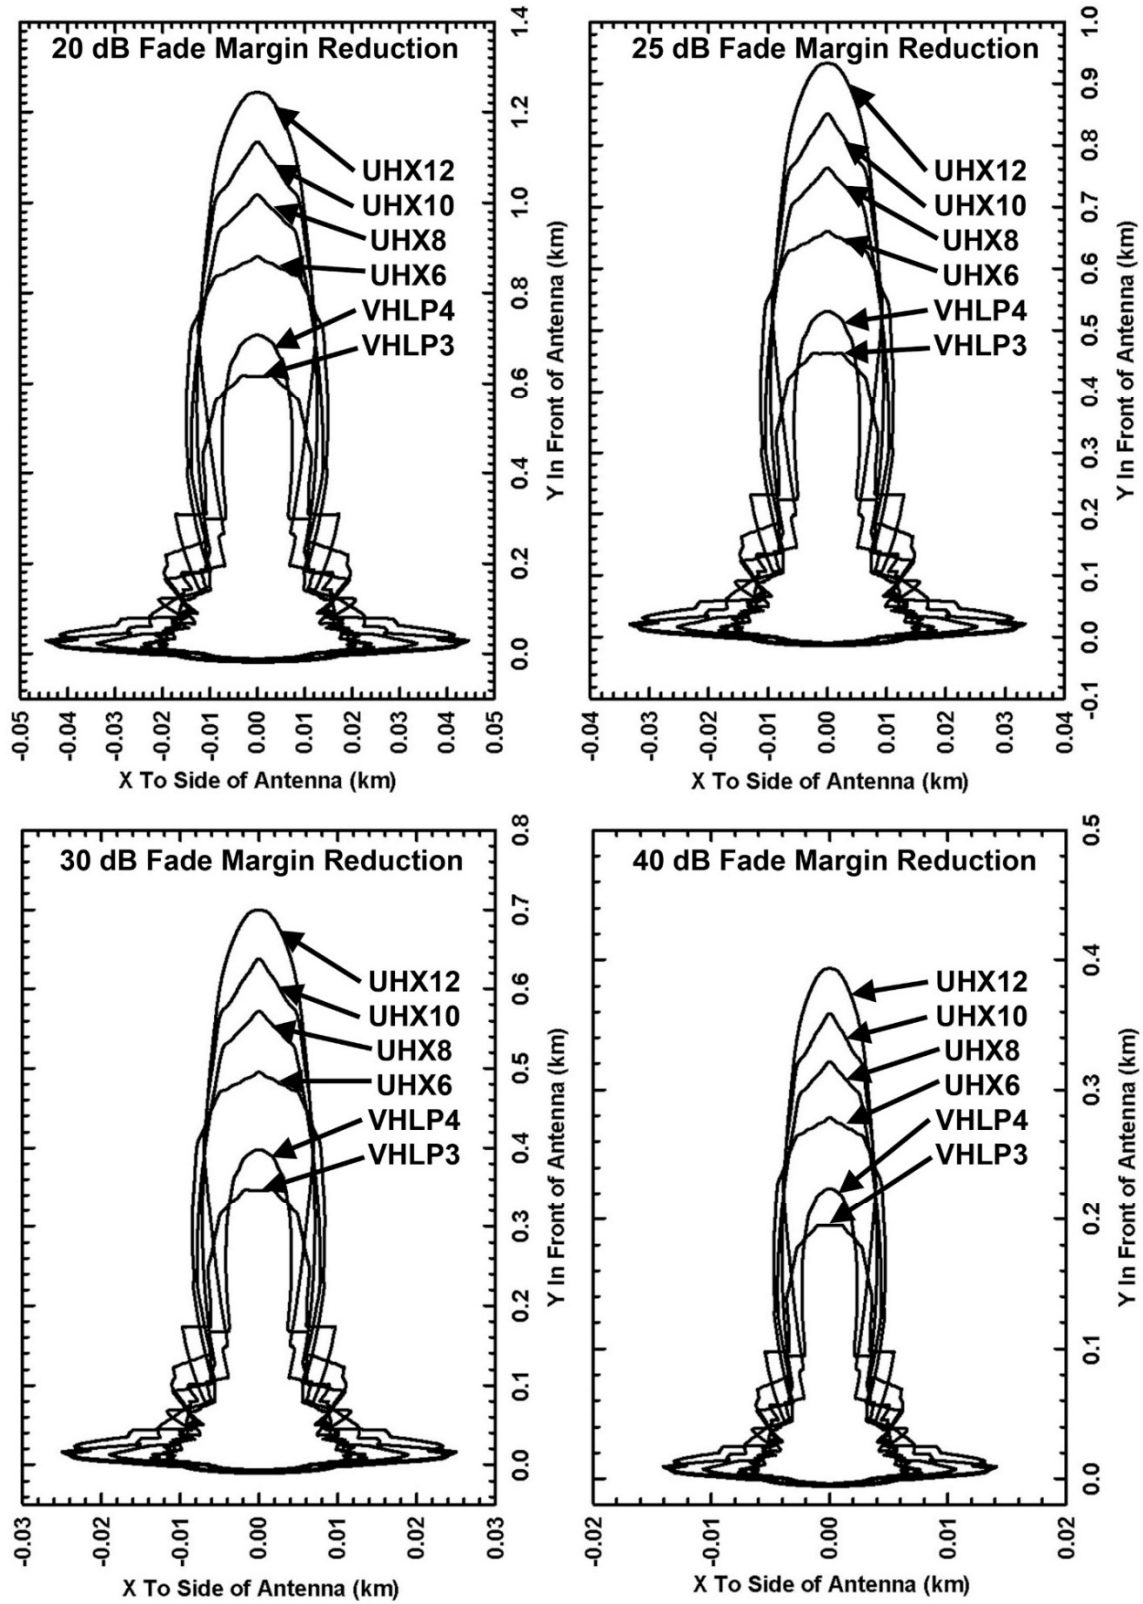 20 dB Fade Margin Reduction
UHX12
UHX10
UHX8
UHX6
VHLP4
VHLP3
1.4
1.2
1.0
0.8
0.6
0.4
0.2
0.0
Y In Front of Antenna (km)
-0.05
-0.04
-0.03
-0.02
-0.01
0.00
0.01
0.02
0.03
0.04
0.05
X To Side of Antenna (km)
25 dB Fade Margin Reduction
UHX12
UHX10
UHX8
UHX6
VHLP4
VHLP3
1.0
0.9
0.8
0.7
0.6
0.5
0.4
0.3
0.2
0.1
0.0
-0.1
Y In Front of Antenna (km)
-0.04
-0.03
-0.02
-0.01
0.00
0.01
0.02
0.03
0.04
X To Side of Antenna (km)
30 dB Fade Margin Reduction
UHX12
UHX10
UHX8
UHX6
VHLP4
VHLP3
0.8
0.7
0.6
0.5
0.4
0.3
0.2
0.1
0.0
Y In Front of Antenna (km)
-0.03
-0.02
-0.01
0.00
0.01
0.02
0.03
X To Side of Antenna (km)
40 dB Fade Margin Reduction
UHX12
UHX10
UHX8
UHX6
VHLP4
VHLP3
0.5
0.4
0.3
0.2
0.1
0.0
Y In Front of Antenna (km)
-0.02
-0.01
0.00
0.01
0.02
X To Side of Antenna (km)